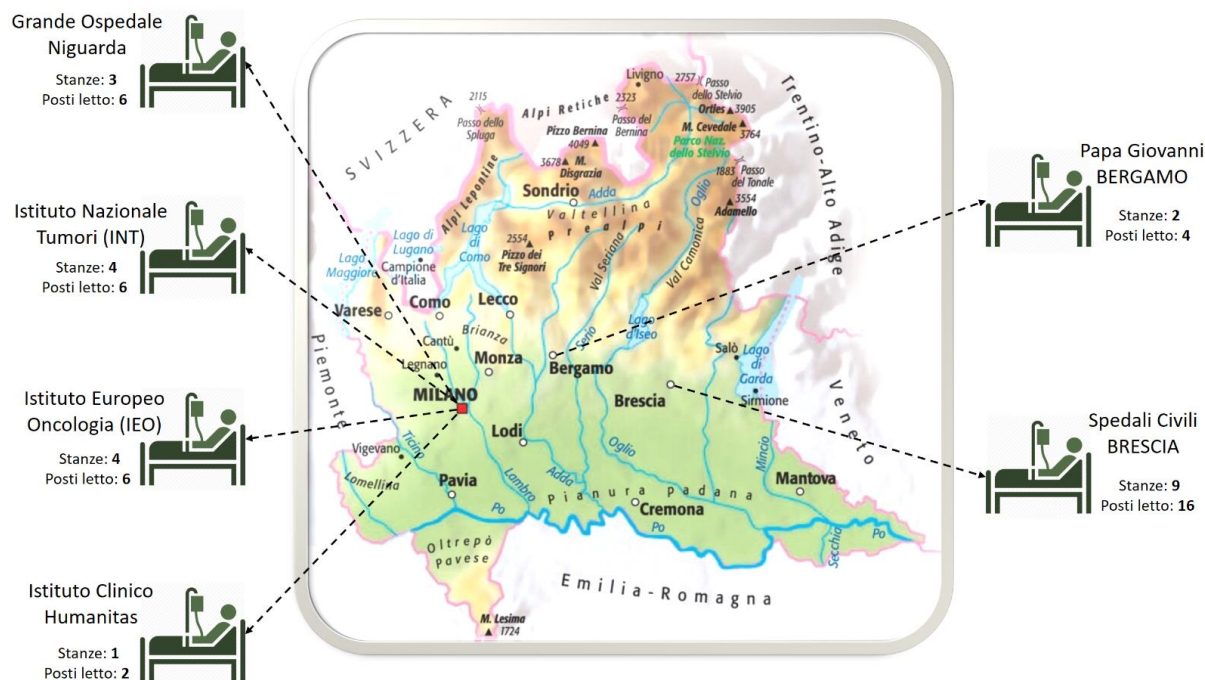 Grande Ospedale
Niguarda
Stanze: 3
Posti letto: 6
Istituto Nazionale
Tumori (INT)
Stanze: 4
Posti letto: 6
Istituto Europeo
Oncologia (IEO)
Stanze: 4
Posti letto: 6
Istituto Clinico
Humanitas
Stanze: 1
Posti letto: 2
SVIZZERA
Alpi Retiche
Livigno
2757
Passo
dello Stelvio
Ortles 3905
2115
Passo dello
Spluga
2323
Passo del
Bernina
M. Cevedale
3764
Pizzo Bernina
4049
Parco Naz.
dello Stelvio
3678 M.
Disgrazia
1883 Passo
del Tonale
Trentino-Alto Adige
Alpi Lepontine
Sondrio
Adda
Oglio
3554
Adamello
Valtellina
Prealpi
Lago di
Lugano
Lago
di
Como
2554
Pizzo dei
Tre Signori
Val Seriana
Val Camonica
Lago
Maggiore
Campione
d'Italia
Varese
Como
Lecco
Serio
Lago
d'Iseo
Brianza
Cantù
Legnano
Monza
Bergamo
Salò
Lago
di
Garda
Sirmione
Piemonte
Veneto
MILANO
Brescia
Lodi
Ticino
Vigevano
Lomellina
Pavia
Lambro
Adda
Oglio
Mincio
Mantova
Pianura padana
Cremona
Po
Po
Po
Secchia
Oltrepò
Pavese
Emilia-Romagna
M. Lesima
1724
Papa Giovanni
BERGAMO
Stanze: 2
Posti letto: 4
Spedali Civili
BRESCIA
Stanze: 9
Posti letto: 16